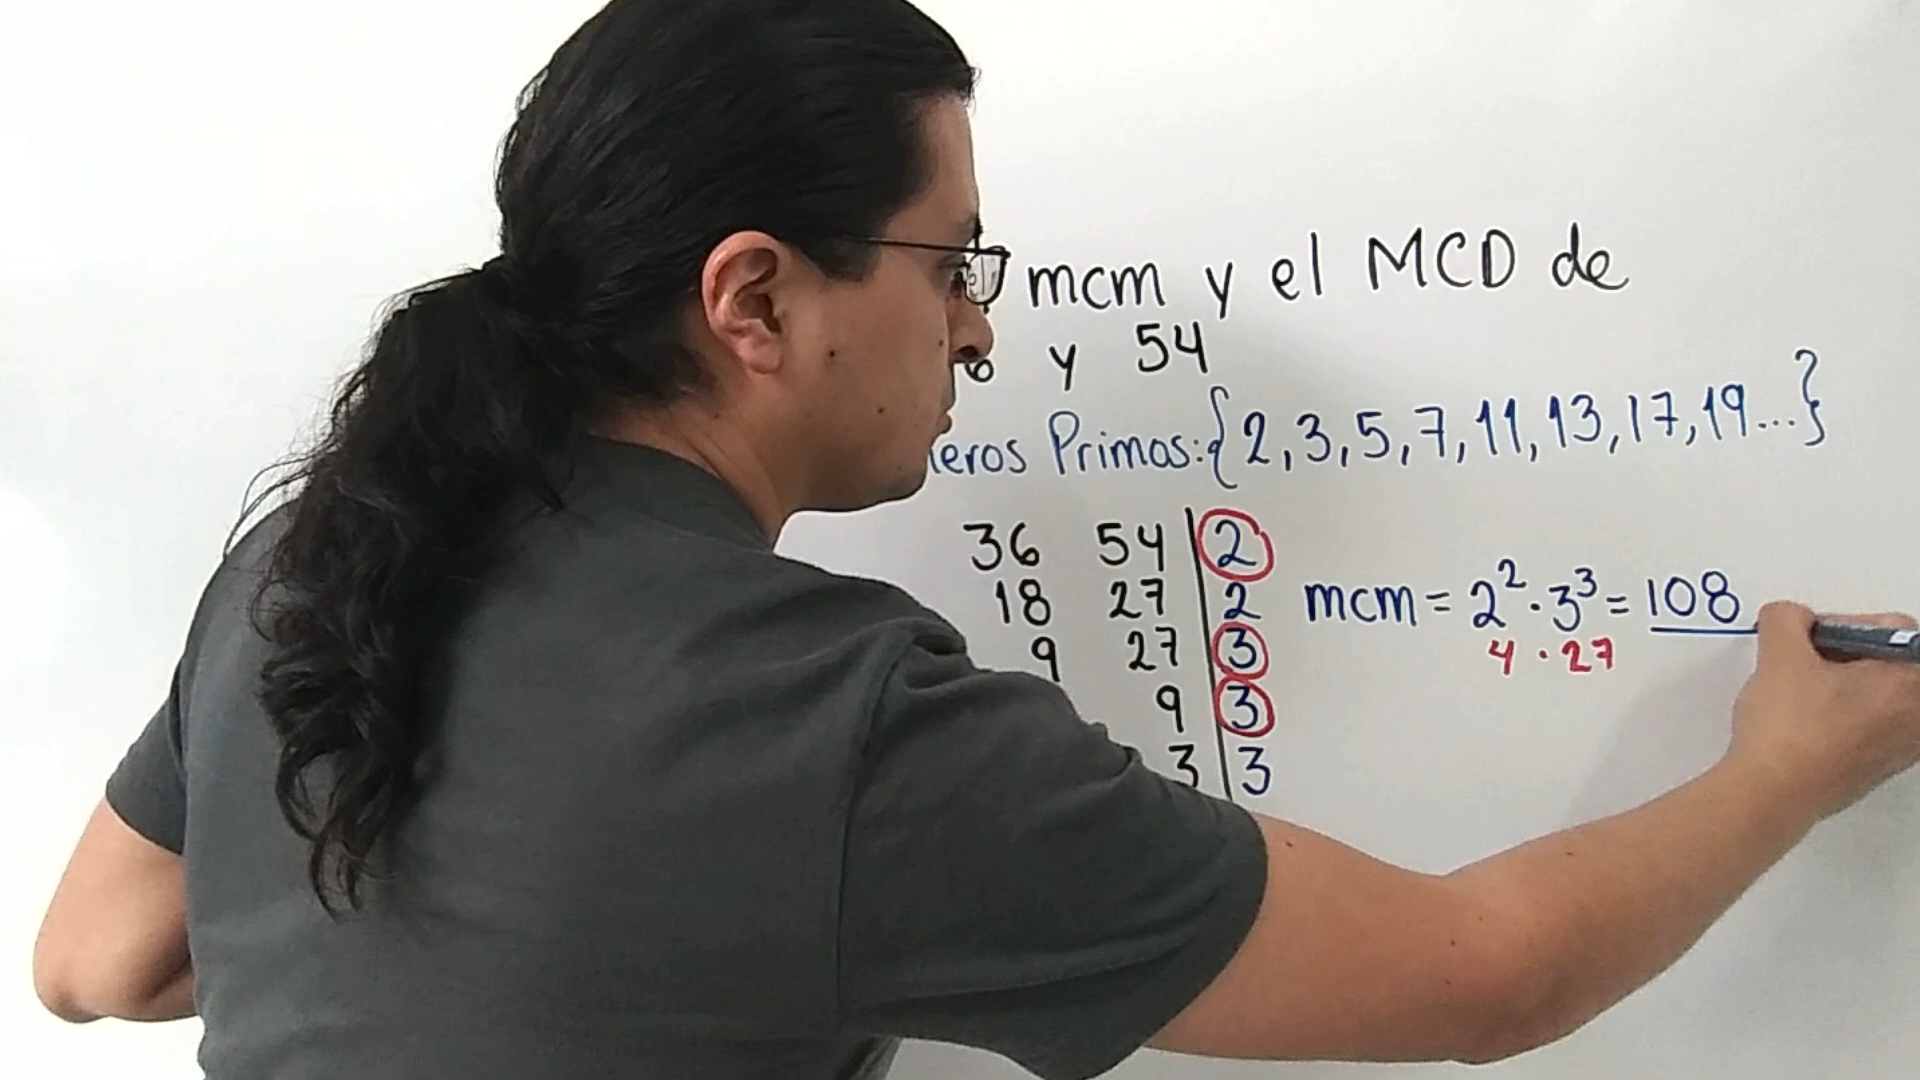 mcm y el MCD de
y 54
Primos: {2, 3, 5, 7, 11, 13, 17, 19...}
36 54 2
18 27 2 mcm = 2² · 3³ = 108
9 27 3 4 · 27
9 3
3 3